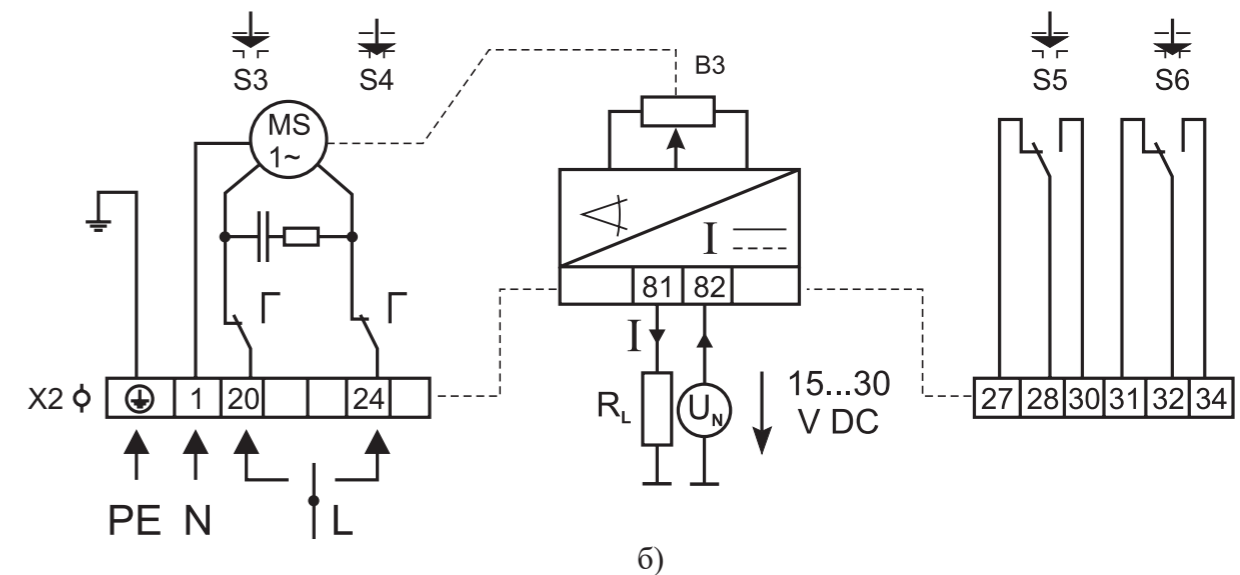 S3 S4 B3 S5 S6
MS
1~
I
81 82
27 28 30 31 32 34
X2 1 20 24
I
R_L U_N 15...30
V DC
PE N L
б)